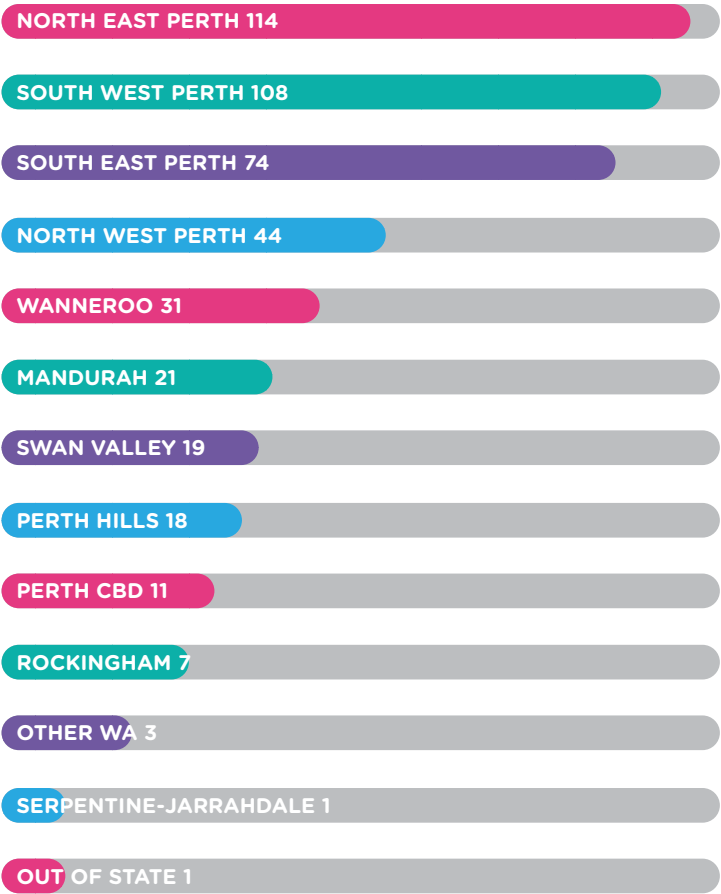 NORTH EAST PERTH 114
SOUTH WEST PERTH 108
SOUTH EAST PERTH 74
NORTH WEST PERTH 44
WANNEROO 31
MANDURAH 21
SWAN VALLEY 19
PERTH HILLS 18
PERTH CBD 11
ROCKINGHAM 7
OTHER WA 3
SERPENTINE-JARRAHDALE 1
OUT OF STATE 1